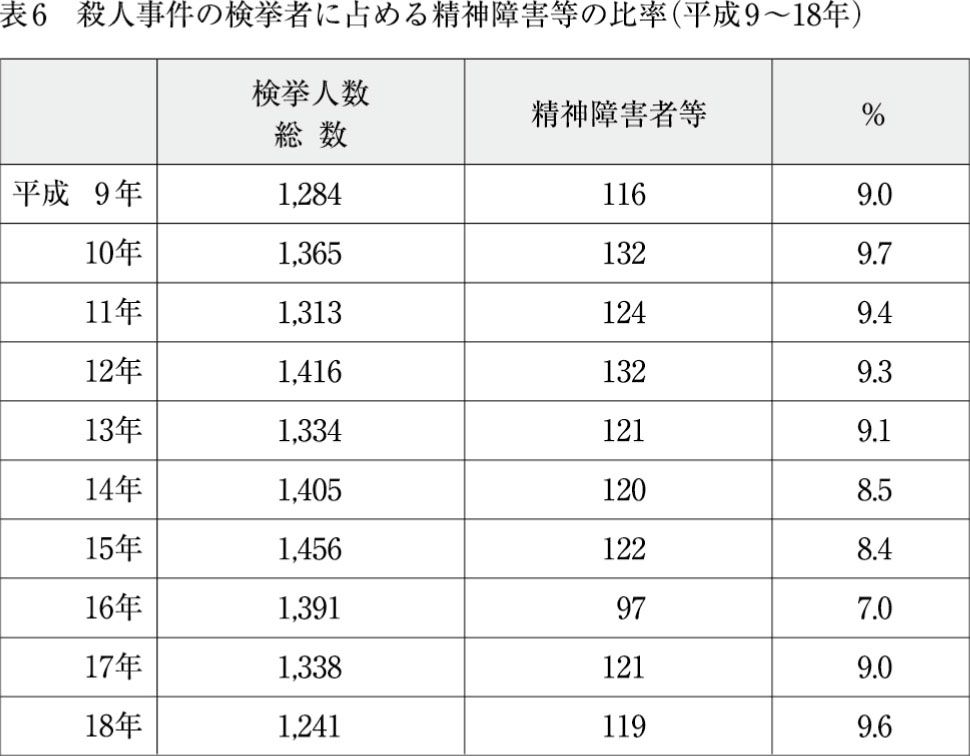 表6　殺人事件の検挙者に占める精神障害等の比率（平成9～18年）
検挙人数
総 数
精神障害者等
%
平成　9年 1,284 116 9.0
10年 1,365 132 9.7
11年 1,313 124 9.4
12年 1,416 132 9.3
13年 1,334 121 9.1
14年 1,405 120 8.5
15年 1,456 122 8.4
16年 1,391 97 7.0
17年 1,338 121 9.0
18年 1,241 119 9.6